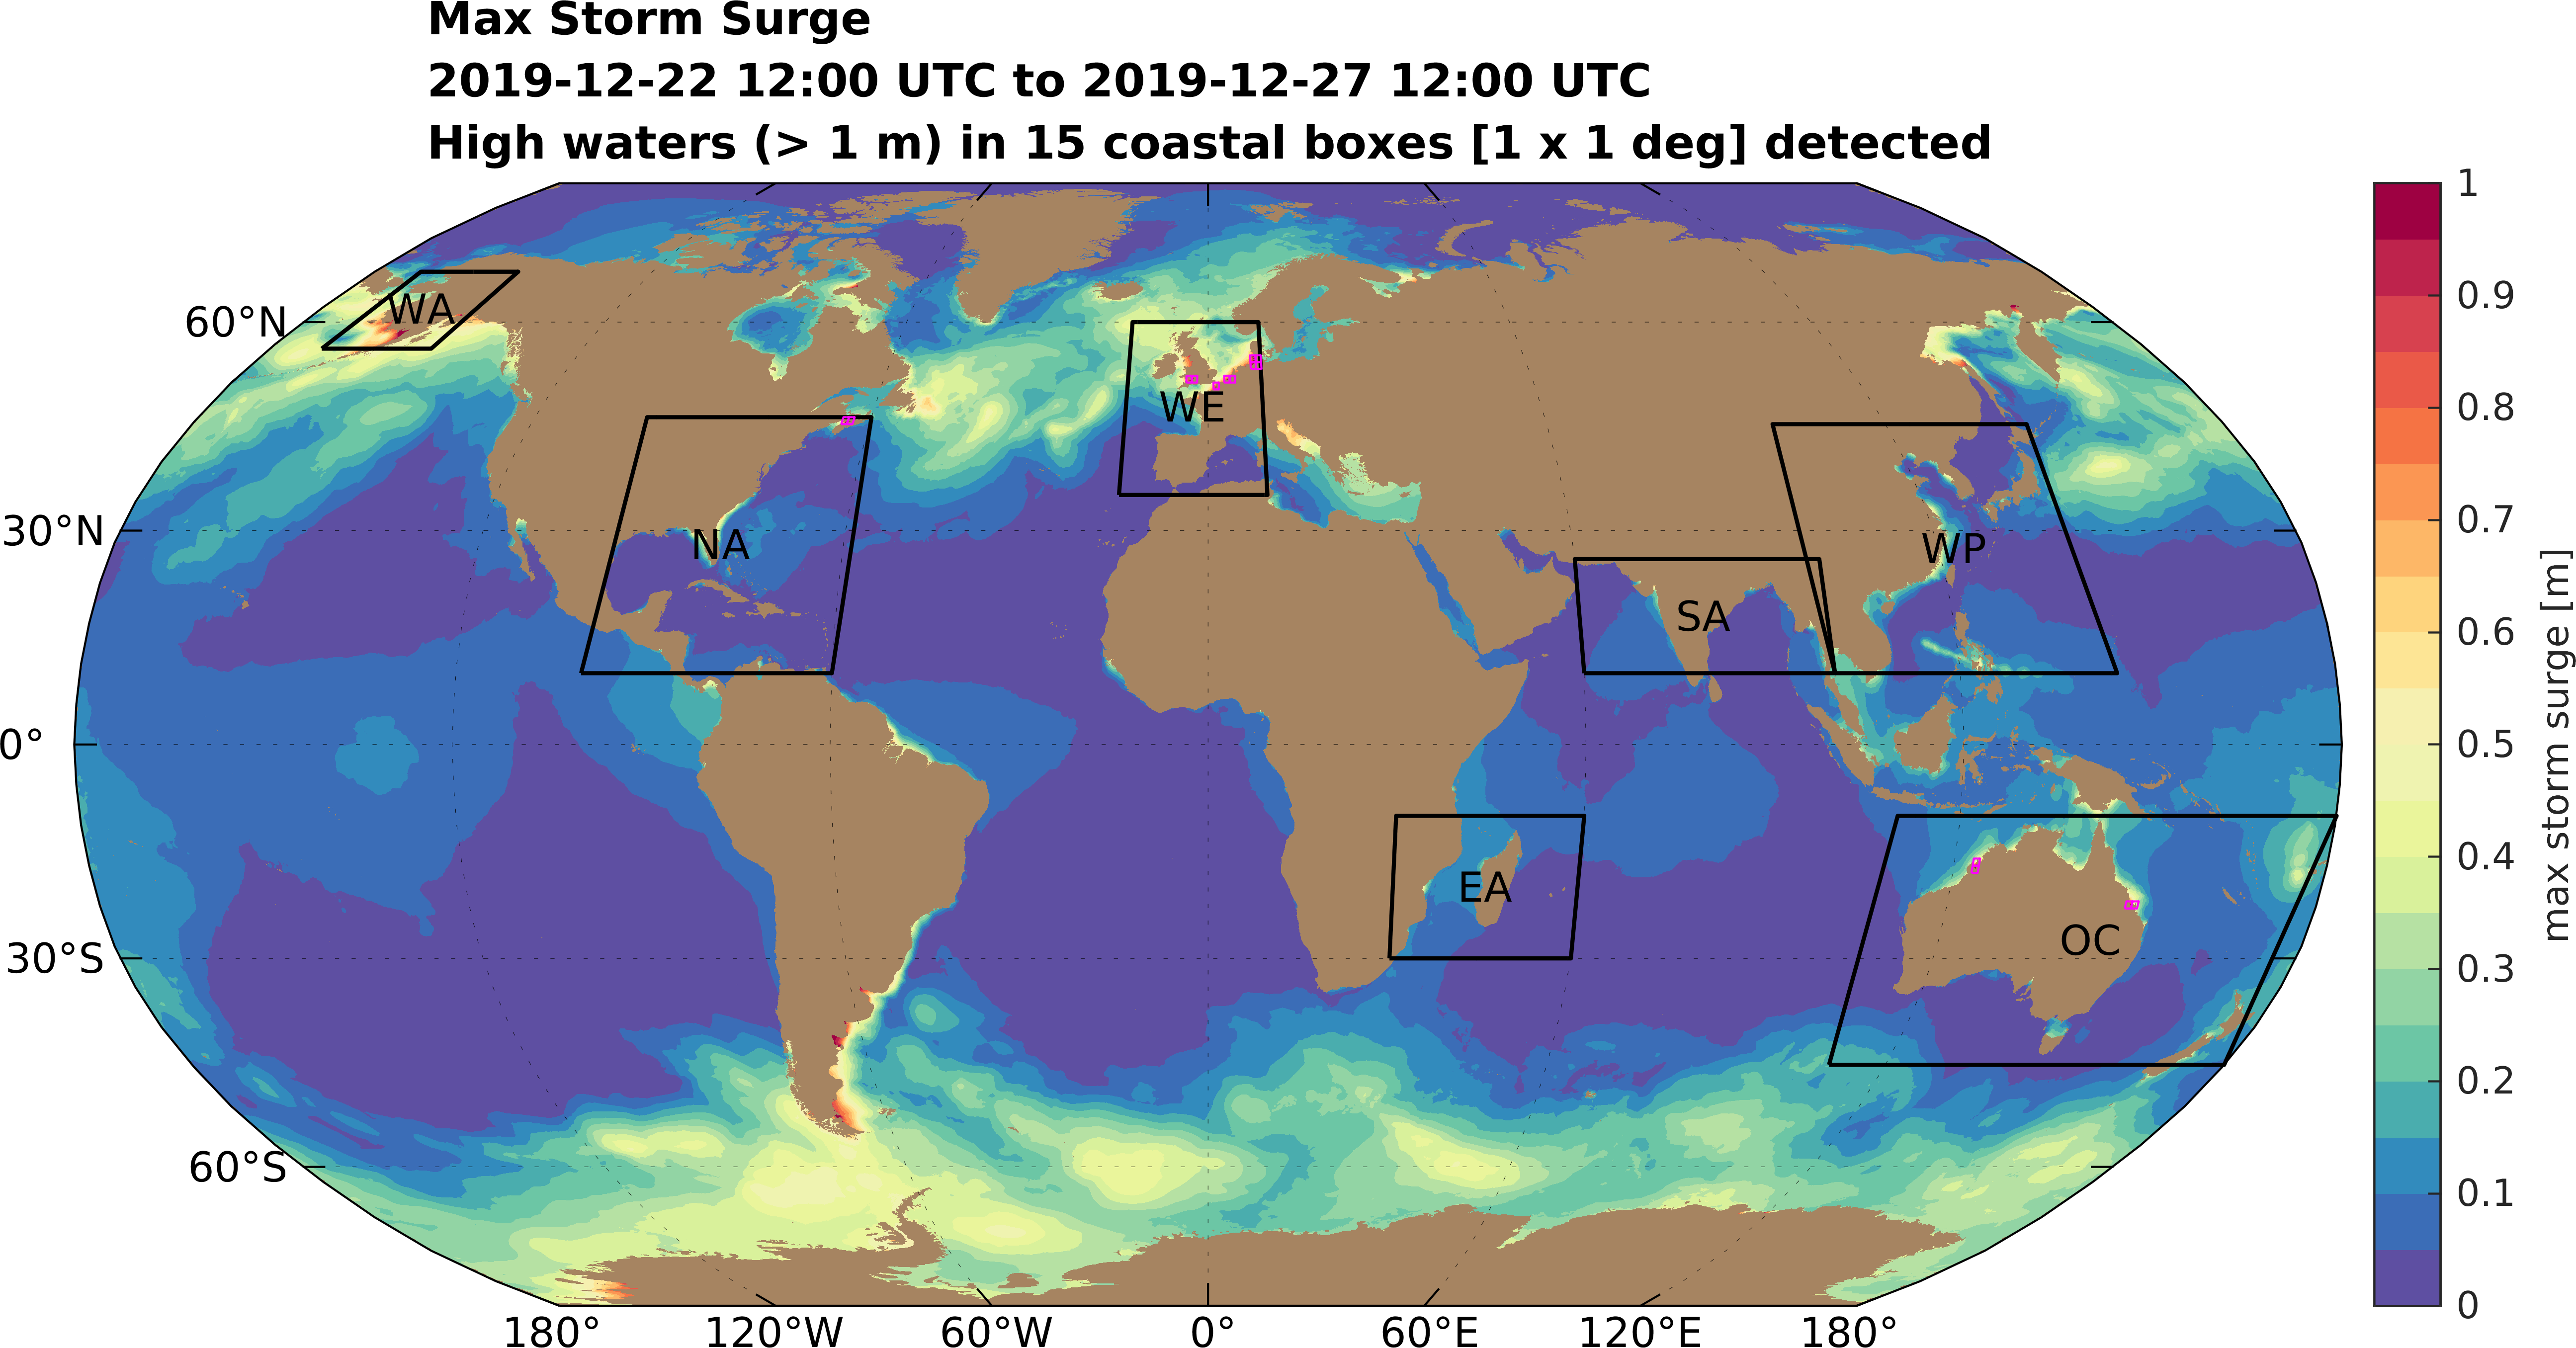 Max Storm Surge
2019-12-22 12:00 UTC to 2019-12-27 12:00 UTC
High waters (> 1 m) in 15 coastal boxes [1 x 1 deg] detected
60°N
30°N
0°
30°S
60°S
WA
NA
WE
SA
WP
EA
OC
180°
120°W
60°W
0°
60°E
120°E
180°
1
0.9
0.8
0.7
0.6
0.5
0.4
0.3
0.2
0.1
0
max storm surge [m]